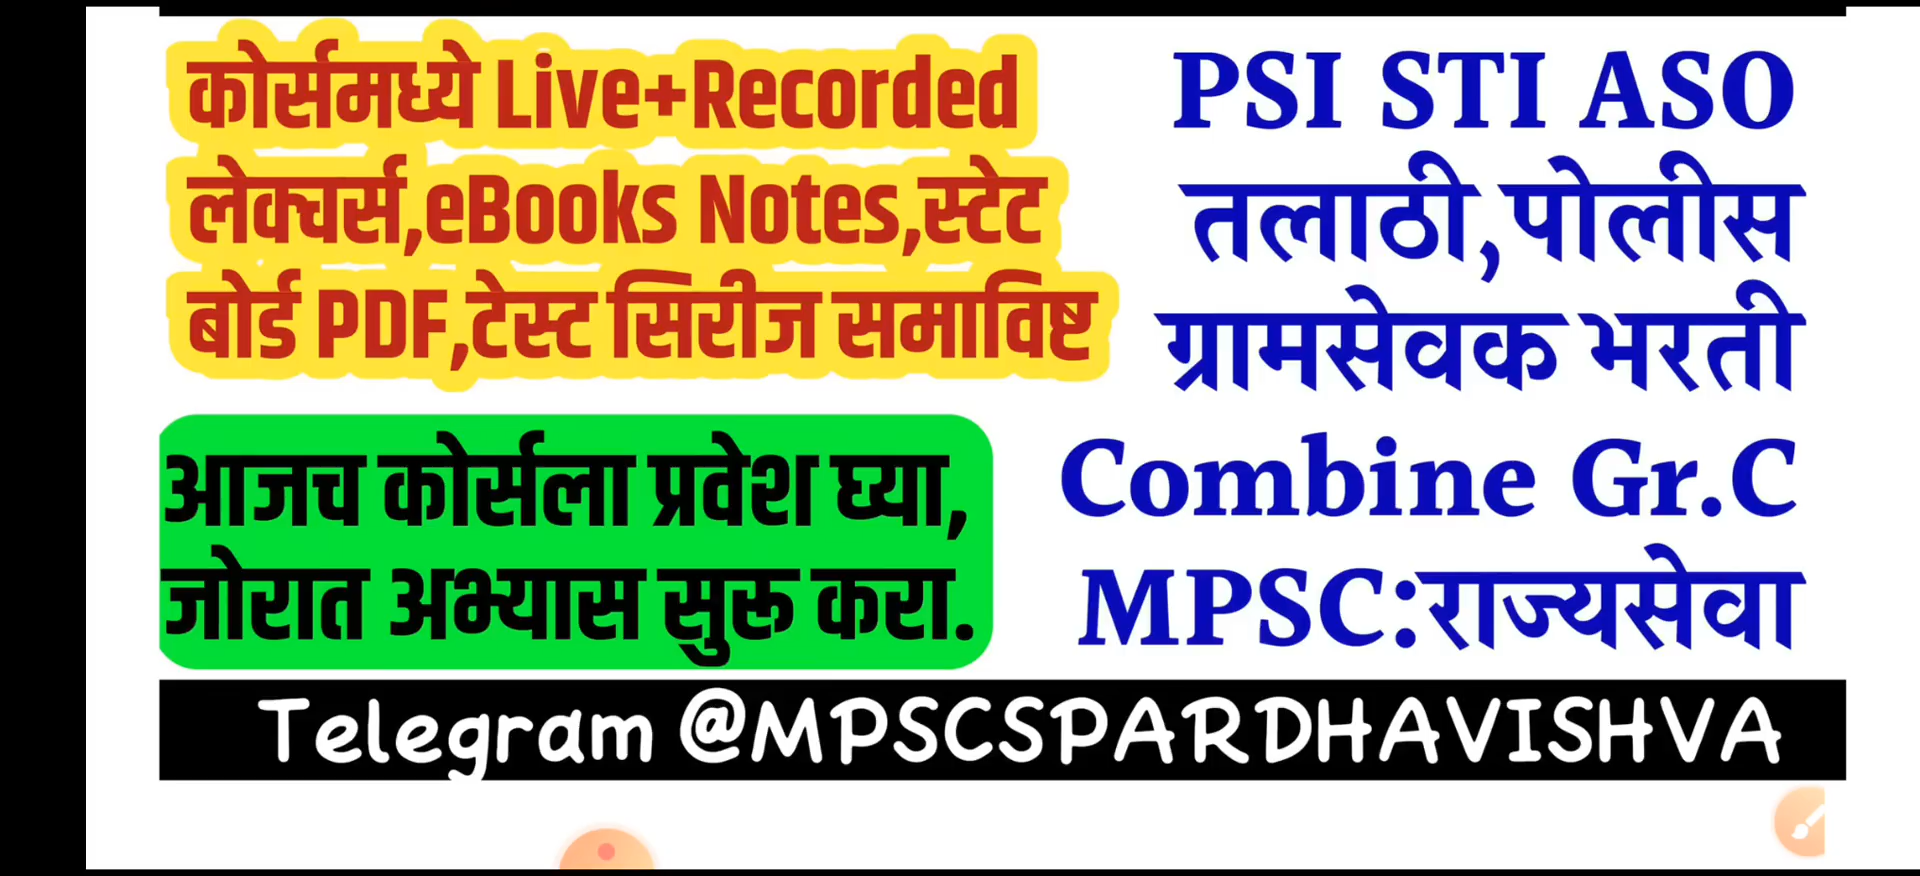 कोर्समध्ये Live+Recorded
लेक्चर्स,eBooks Notes,स्टेट
बोर्ड PDF,टेस्ट सिरीज समाविष्ट
आजच कोर्सला प्रवेश घ्या,
जोरात अभ्यास सुरू करा.
PSI STI ASO
तलाठी,पोलीस
ग्रामसेवक भरती
Combine Gr.C
MPSC:राज्यसेवा
Telegram @MPSCSPARDHAVISHVA